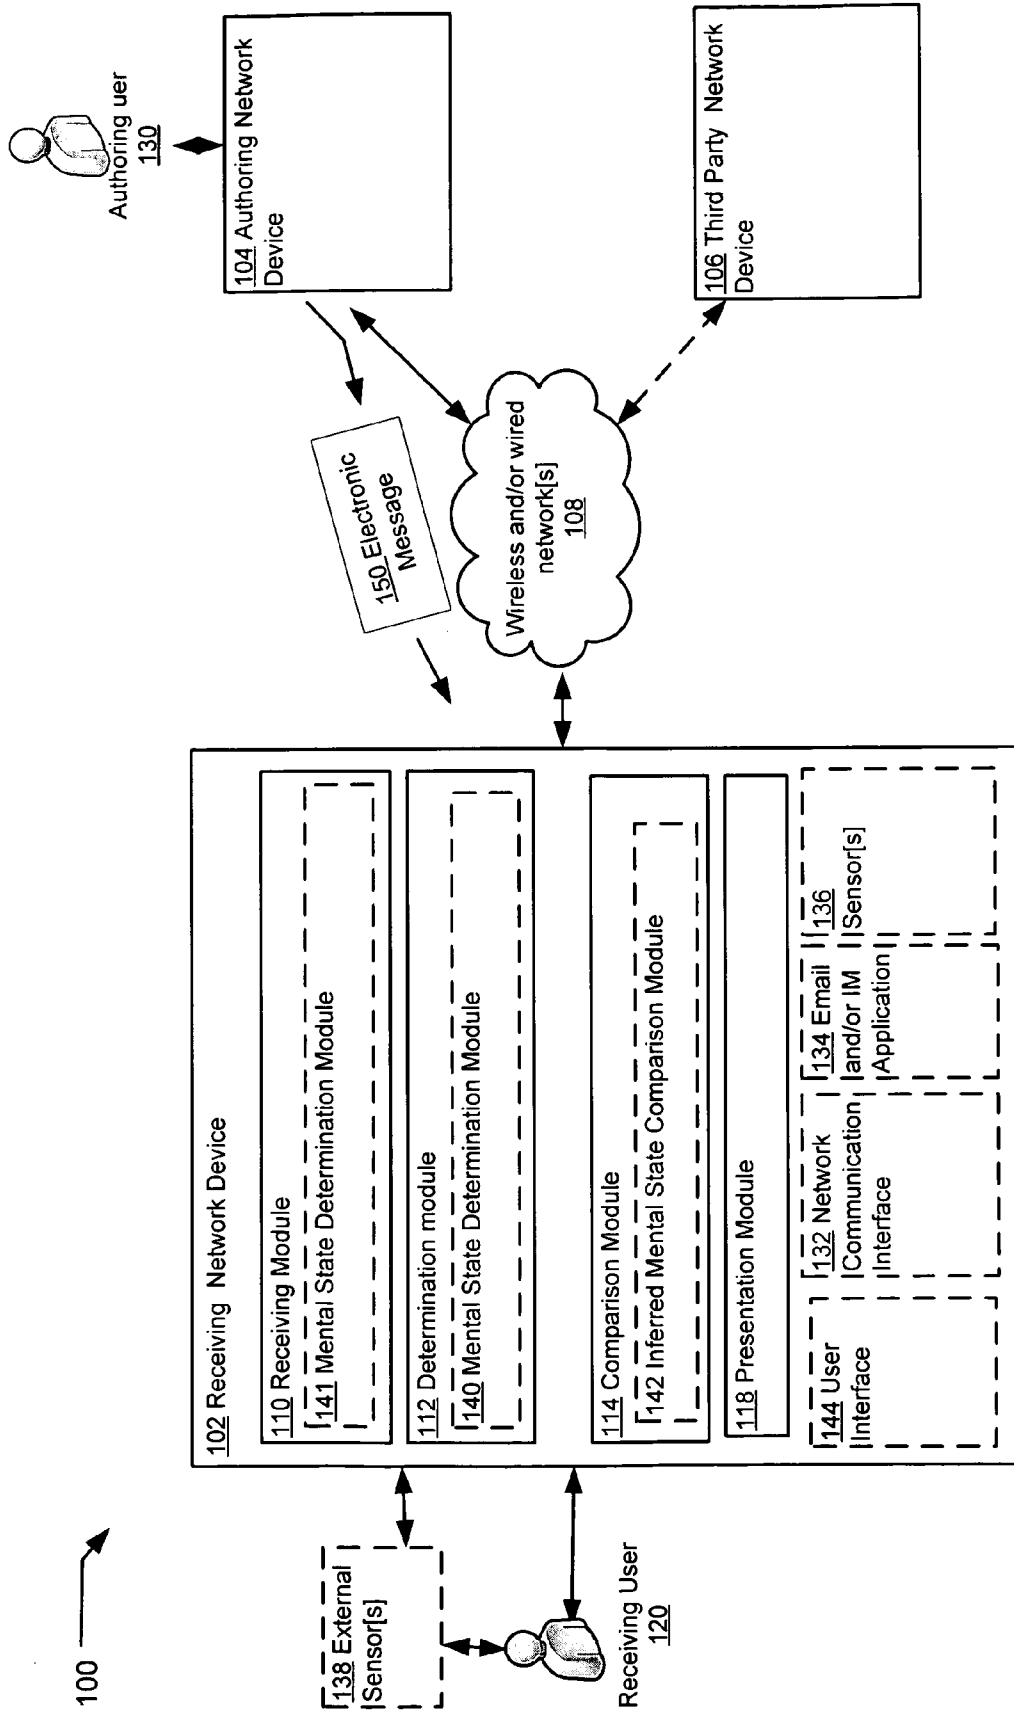 100
102 Receiving Network Device
110 Receiving Module
141 Mental State Determination Module
112 Determination module
140 Mental State Determination Module
114 Comparison Module
142 Inferred Mental State Comparison Module
118 Presentation Module
144 User
Interface
132 Network
Communication
Interface
134 Email
and/or IM
Application
136
Sensor[s]
138 External
Sensor[s]
Receiving User
120
150 Electronic
Message
Wireless and/or wired
network[s]
108
Authoring uer
130
104 Authoring Network
Device
106 Third Party Network
Device